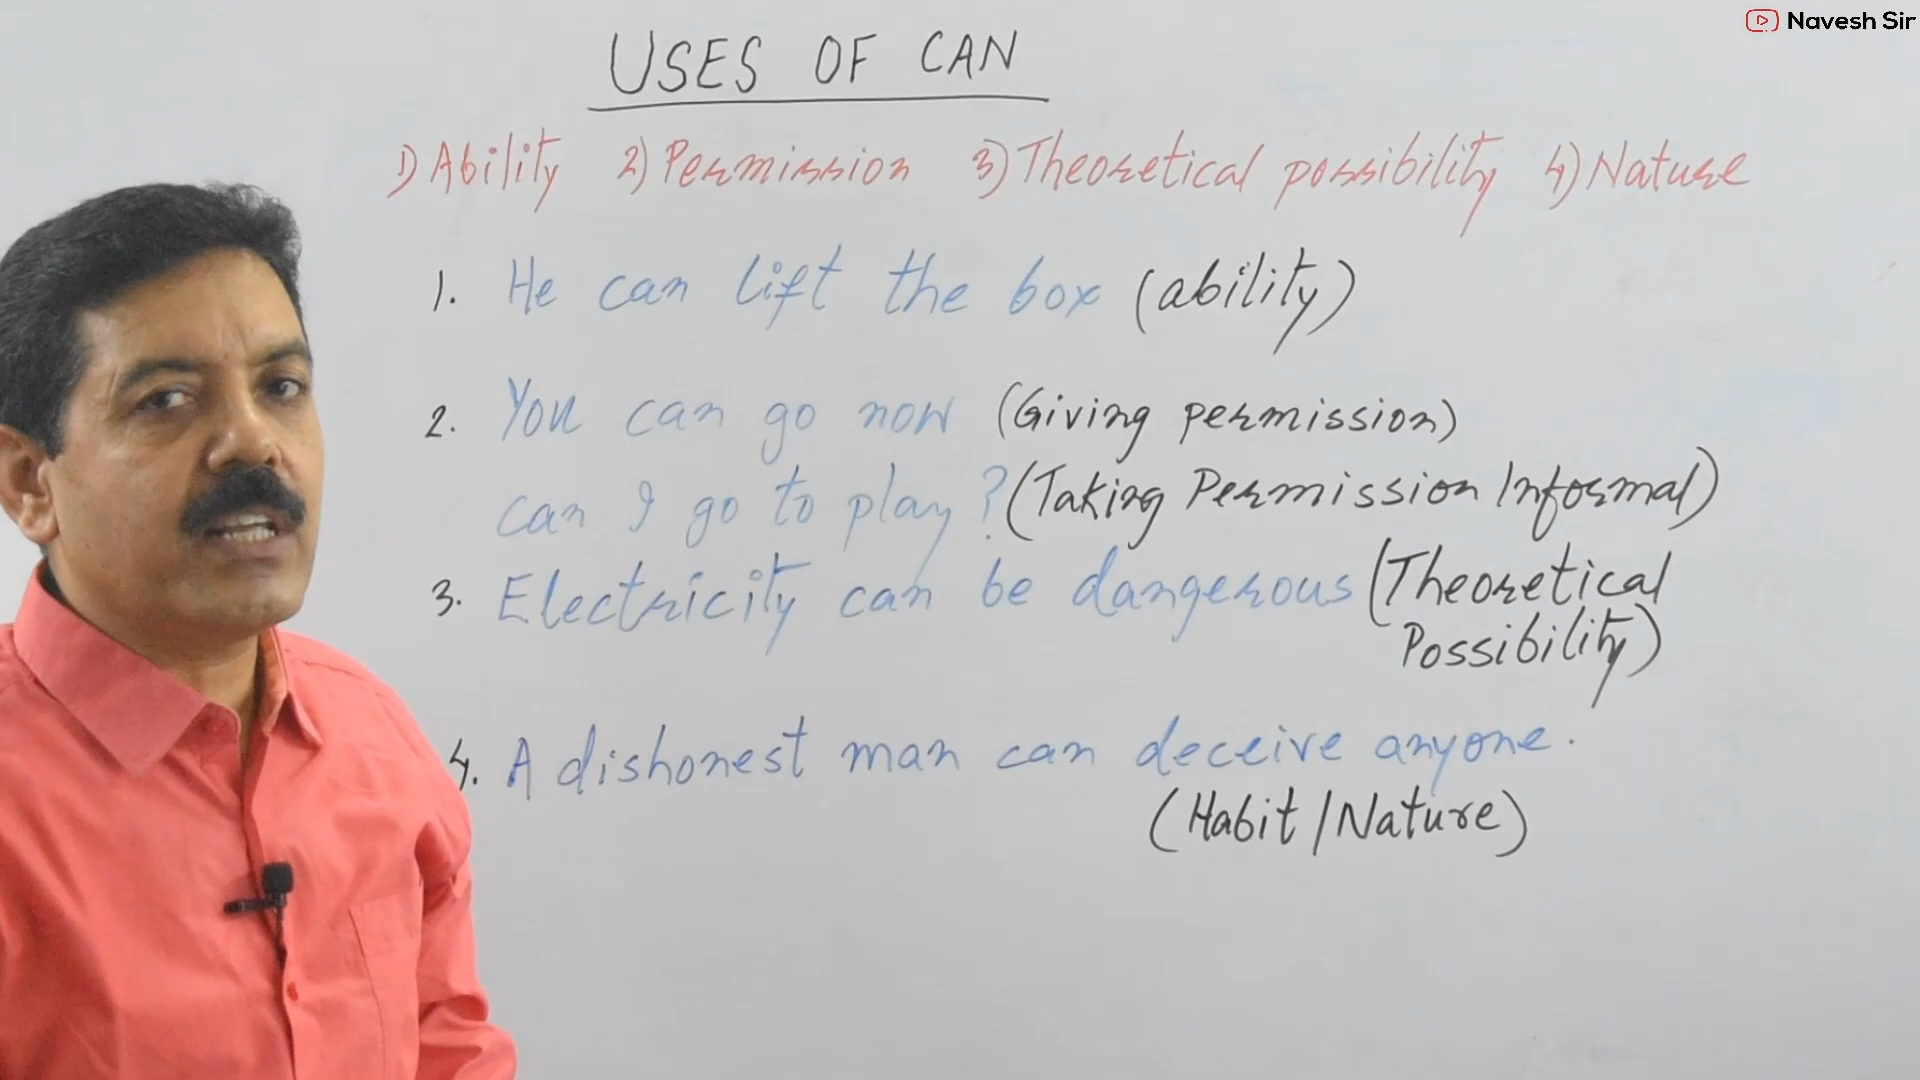 Navesh Sir
USES OF CAN
1) Ability 2) Permission 3) Theoretical possibility 4) Nature
1. He can lift the box (ability)
2. You can go now (Giving permission)
can I go to play? (Taking Permission Informal)
3. Electricity can be dangerous (Theoretical
Possibility)
4. A dishonest man can deceive anyone.
(Habit/Nature)